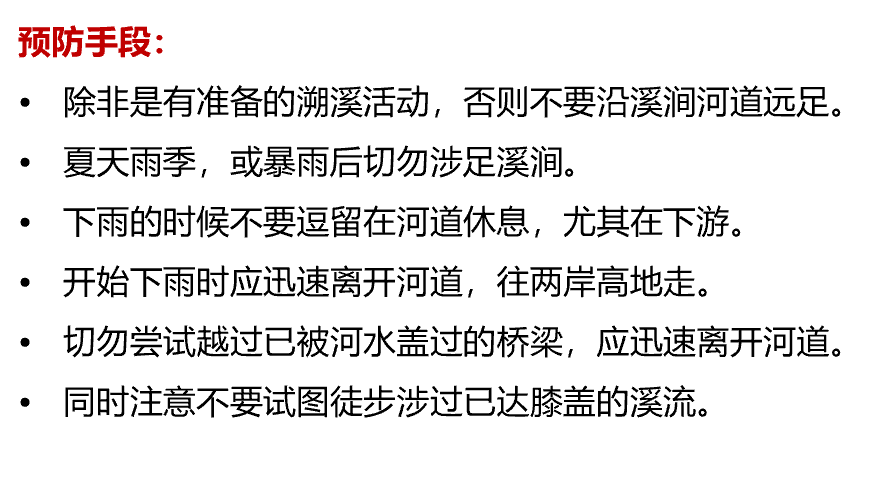 预防手段：
• 除非是有准备的溯溪活动，否则不要沿溪涧河道远足。
• 夏天雨季，或暴雨后切勿涉足溪涧。
• 下雨的时候不要逗留在河道休息，尤其在下游。
• 开始下雨时应迅速离开河道，往两岸高地走。
• 切勿尝试越过已被河水盖过的桥梁，应迅速离开河道。
• 同时注意不要试图徒步涉过已达膝盖的溪流。